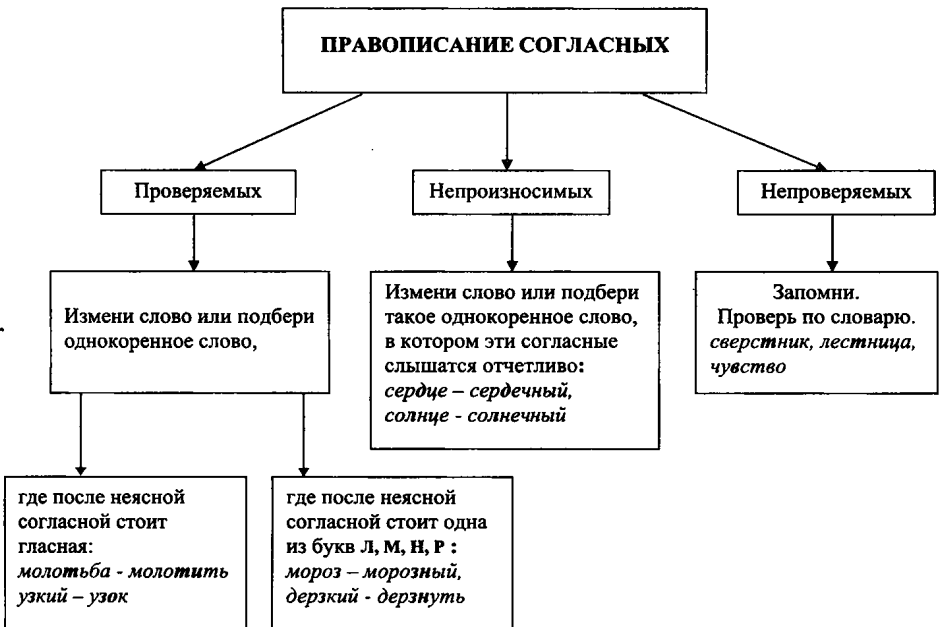 ПРАВОПИСАНИЕ СОГЛАСНЫХ
Проверяемых
Непроизносимых
Непроверяемых
Измени слово или подбери
однокоренное слово,
Измени слово или подбери
такое однокоренное слово,
в котором эти согласные
слышатся отчетливо:
сердце – сердечный,
солнце - солнечный
Запомни.
Проверь по словарю.
сверстник, лестница,
чувство
где после неясной
согласной стоит
гласная:
молотьба - молотить
узкий – узок
где после неясной
согласной стоит одна
из букв Л, М, Н, Р :
мороз – морозный,
дерзкий - дерзнуть